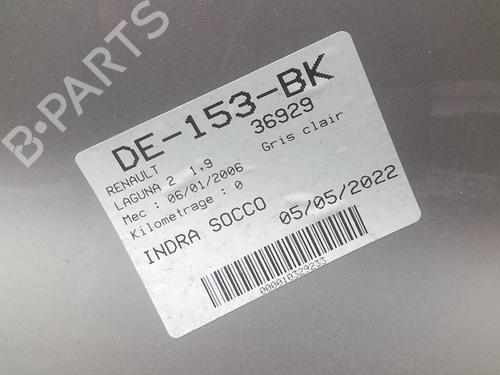 B-PARTS
DE-153-BK
36929
RENAULT
LAGUNA 2 1,9
Gris clair
Mec : 06/01/2006
Kilometrage : 0
INDRA SOCCO
05/05/2022
000010329233